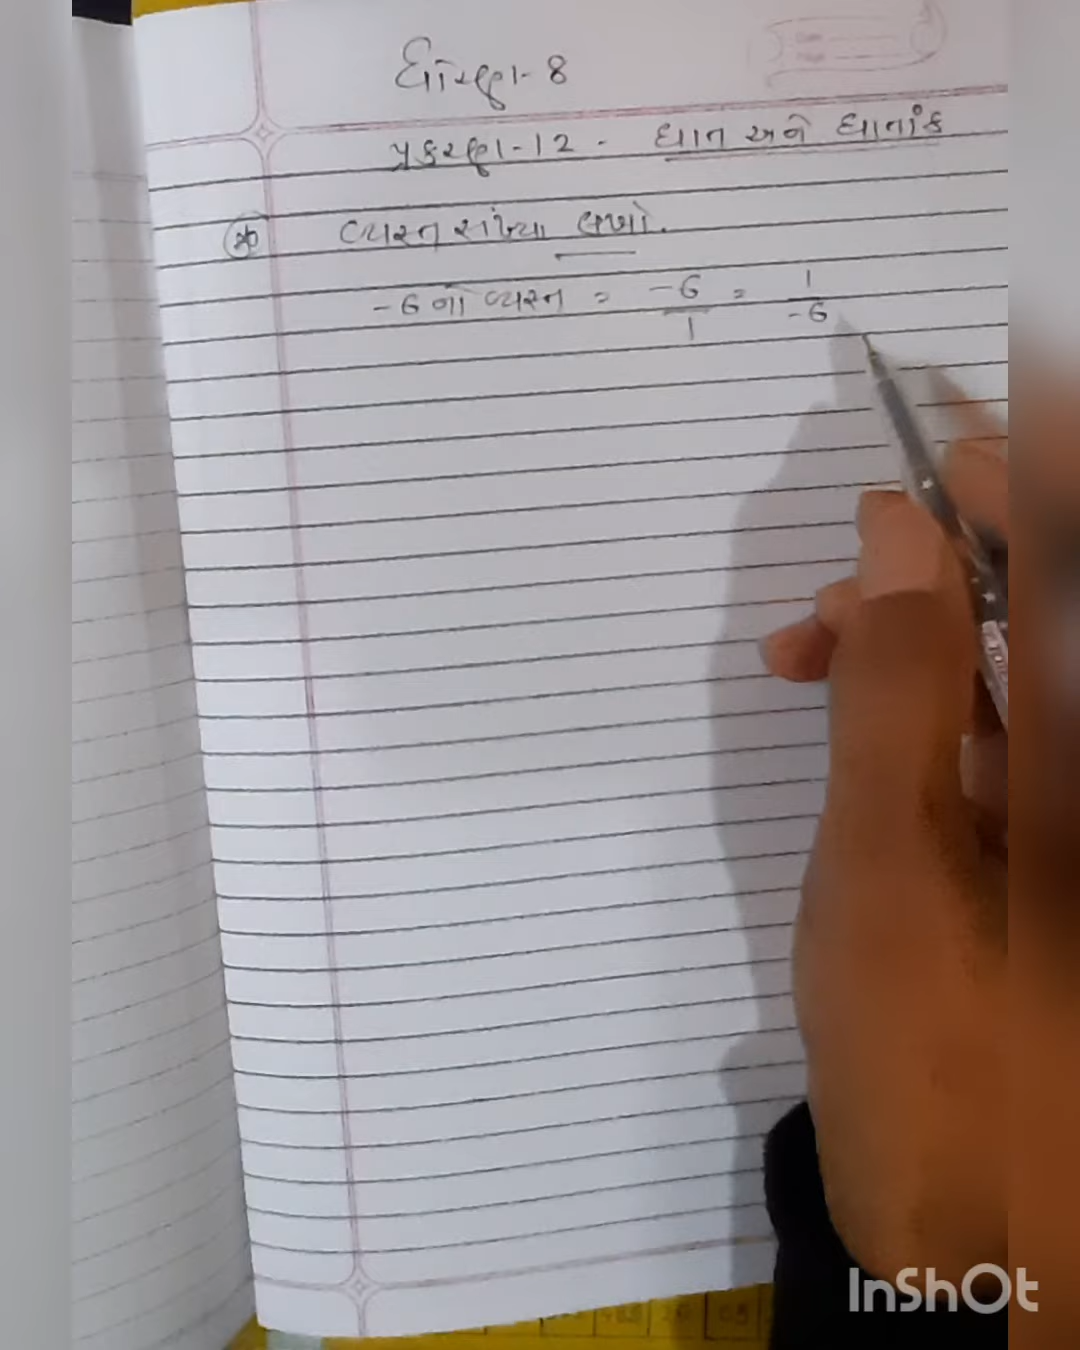 ધોરણ-8
પ્રકરણ-12 - ઘાત અને ઘાતાંક
વ્યસ્ત સંખ્યા લખો.
-6 નો વ્યસ્ત = -6/1 = 1/-6
InShOt